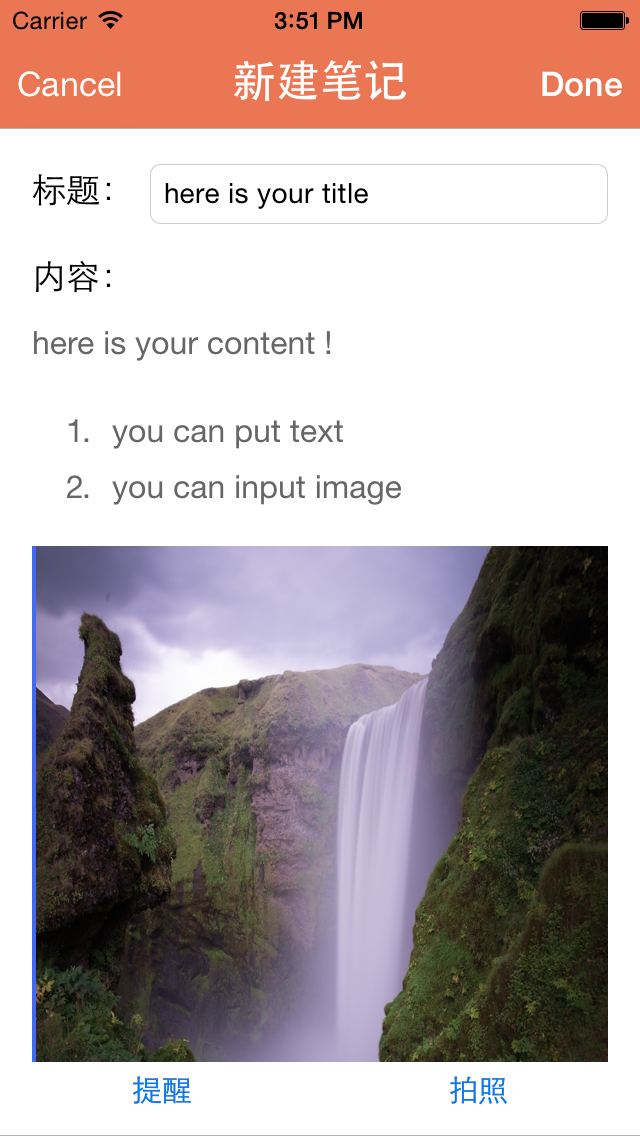 Carrier 3:51 PM
Cancel 新建笔记 Done
标题： here is your title
内容：
here is your content !
1. you can put text
2. you can input image
提醒 拍照